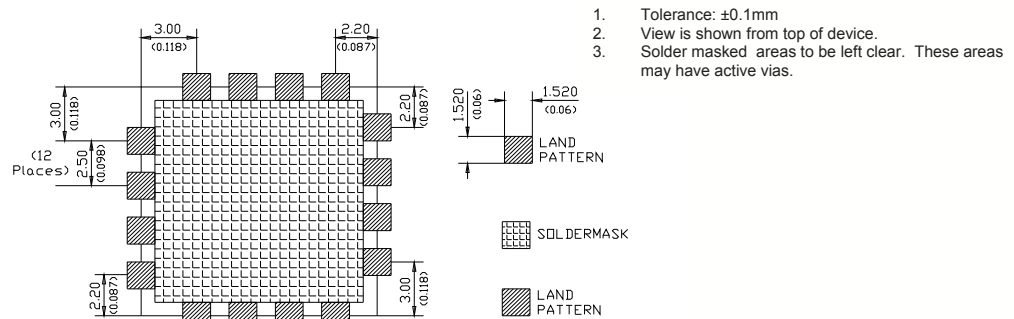 1. Tolerance: ±0.1mm
2. View is shown from top of device.
3. Solder masked areas to be left clear. These areas
may have active vias.
3.00
(0.118)
2.20
(0.087)
3.00
(0.118)
2.20
(0.087)
(12
Places)
2.50
(0.098)
2.20
(0.087)
3.00
(0.118)
1.520
(0.06)
1.520
(0.06)
LAND
PATTERN
SOLDERMASK
LAND
PATTERN